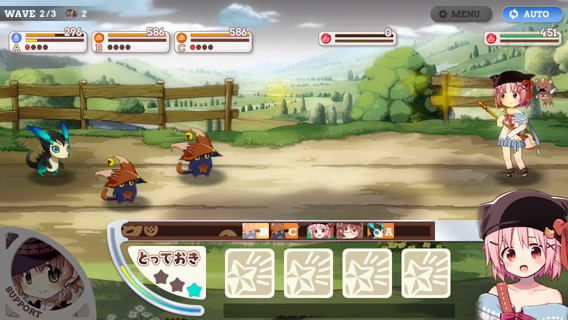 WAVE 2/3 2
MENU
AUTO
296
586
586
0
451
A
B
C
B
C
A
とっておき
SUPPORT